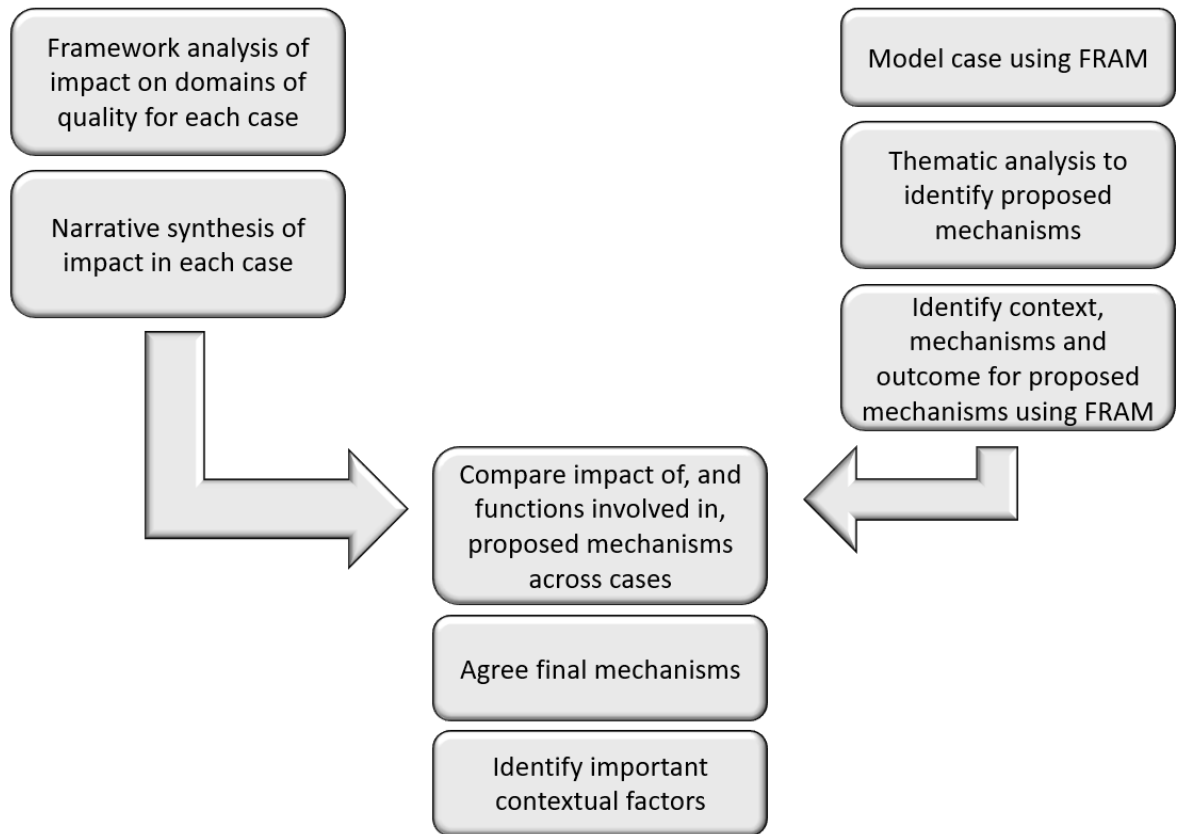 Framework analysis of
impact on domains of
quality for each case
Narrative synthesis of
impact in each case
Model case using FRAM
Thematic analysis to
identify proposed
mechanisms
Identify context,
mechanisms and
outcome for proposed
mechanisms using FRAM
Compare impact of, and
functions involved in,
proposed mechanisms
across cases
Agree final mechanisms
Identify important
contextual factors